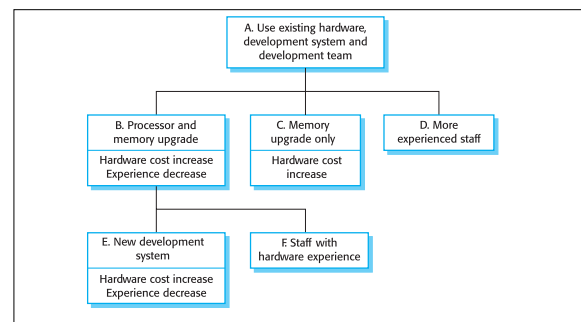 A. Use existing hardware,
development system and
development team
B. Processor and
memory upgrade
Hardware cost increase
Experience decrease
C. Memory
upgrade only
Hardware cost
increase
D. More
experienced staff
E. New development
system
Hardware cost increase
Experience decrease
F. Staff with
hardware experience